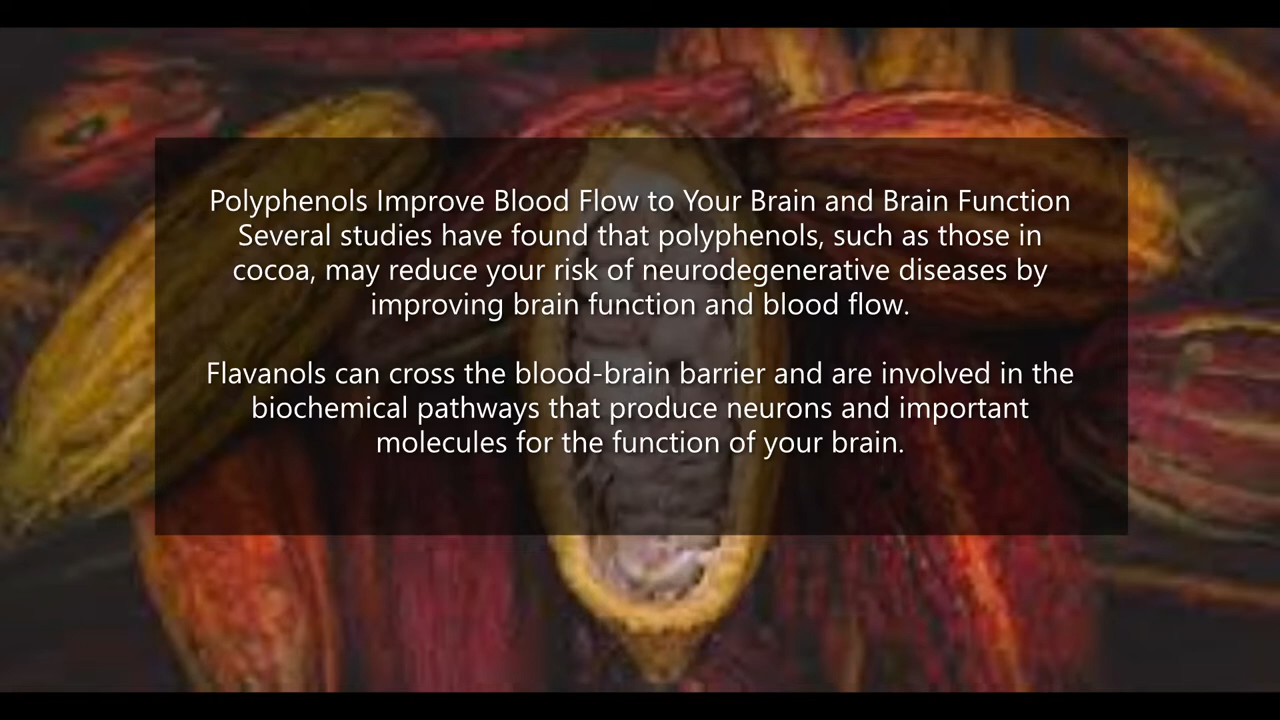 Polyphenols Improve Blood Flow to Your Brain and Brain Function
Several studies have found that polyphenols, such as those in
cocoa, may reduce your risk of neurodegenerative diseases by
improving brain function and blood flow.
Flavanols can cross the blood-brain barrier and are involved in the
biochemical pathways that produce neurons and important
molecules for the function of your brain.